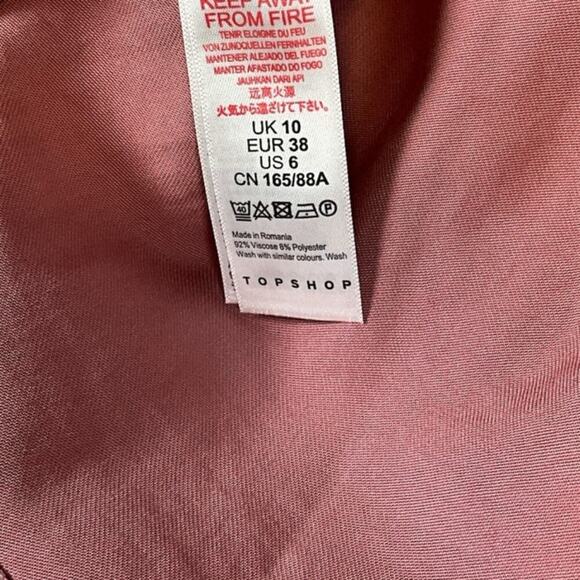 KEEP AWAY
FROM FIRE
TENIR ELOIGNE DU FEU
VON ZUNDQUELLEN FERNHALTEN
MANTENER ALEJADO DEL FUEGO
MANTER AFASTADO DO FOGO
JAUHKAN DARI API
远离火源
火気から遠ざけて下さい。
UK 10
EUR 38
US 6
CN 165/88A
40 P
Made in Romania
92% Viscose 8% Polyester
Wash with similar colours. Wash
TOPSHOP